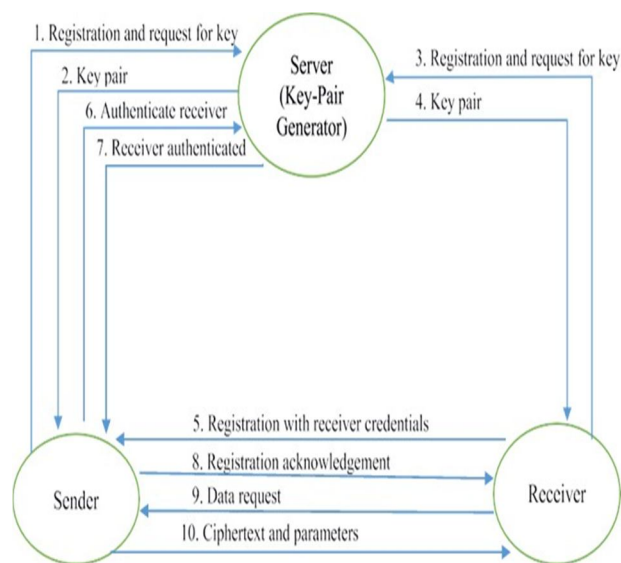 1. Registration and request for key
2. Key pair
6. Authenticate receiver
7. Receiver authenticated
Server
(Key-Pair
Generator)
3. Registration and request for key
4. Key pair
5. Registration with receiver credentials
8. Registration acknowledgement
9. Data request
10. Ciphertext and parameters
Sender
Receiver